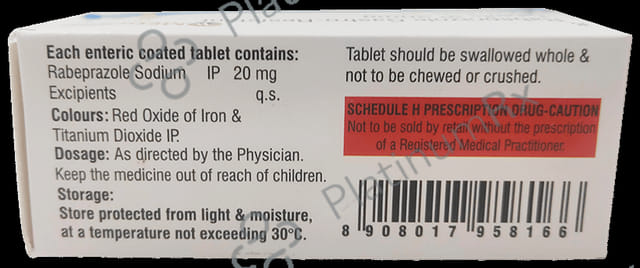 Each enteric coated tablet contains:
Rabeprazole Sodium IP 20 mg
Excipients q.s.
Colours: Red Oxide of Iron &
Titanium Dioxide IP.
Dosage: As directed by the Physician.
Keep the medicine out of reach of children.
Storage:
Store protected from light & moisture,
at a temperature not exceeding 30°C.
Tablet should be swallowed whole &
not to be chewed or crushed.
SCHEDULE H PRESCRIPTION DRUG-CAUTION
Not to be sold by retail without the prescription
of a Registered Medical Practitioner.
8 908017 958166
PlatinumRx